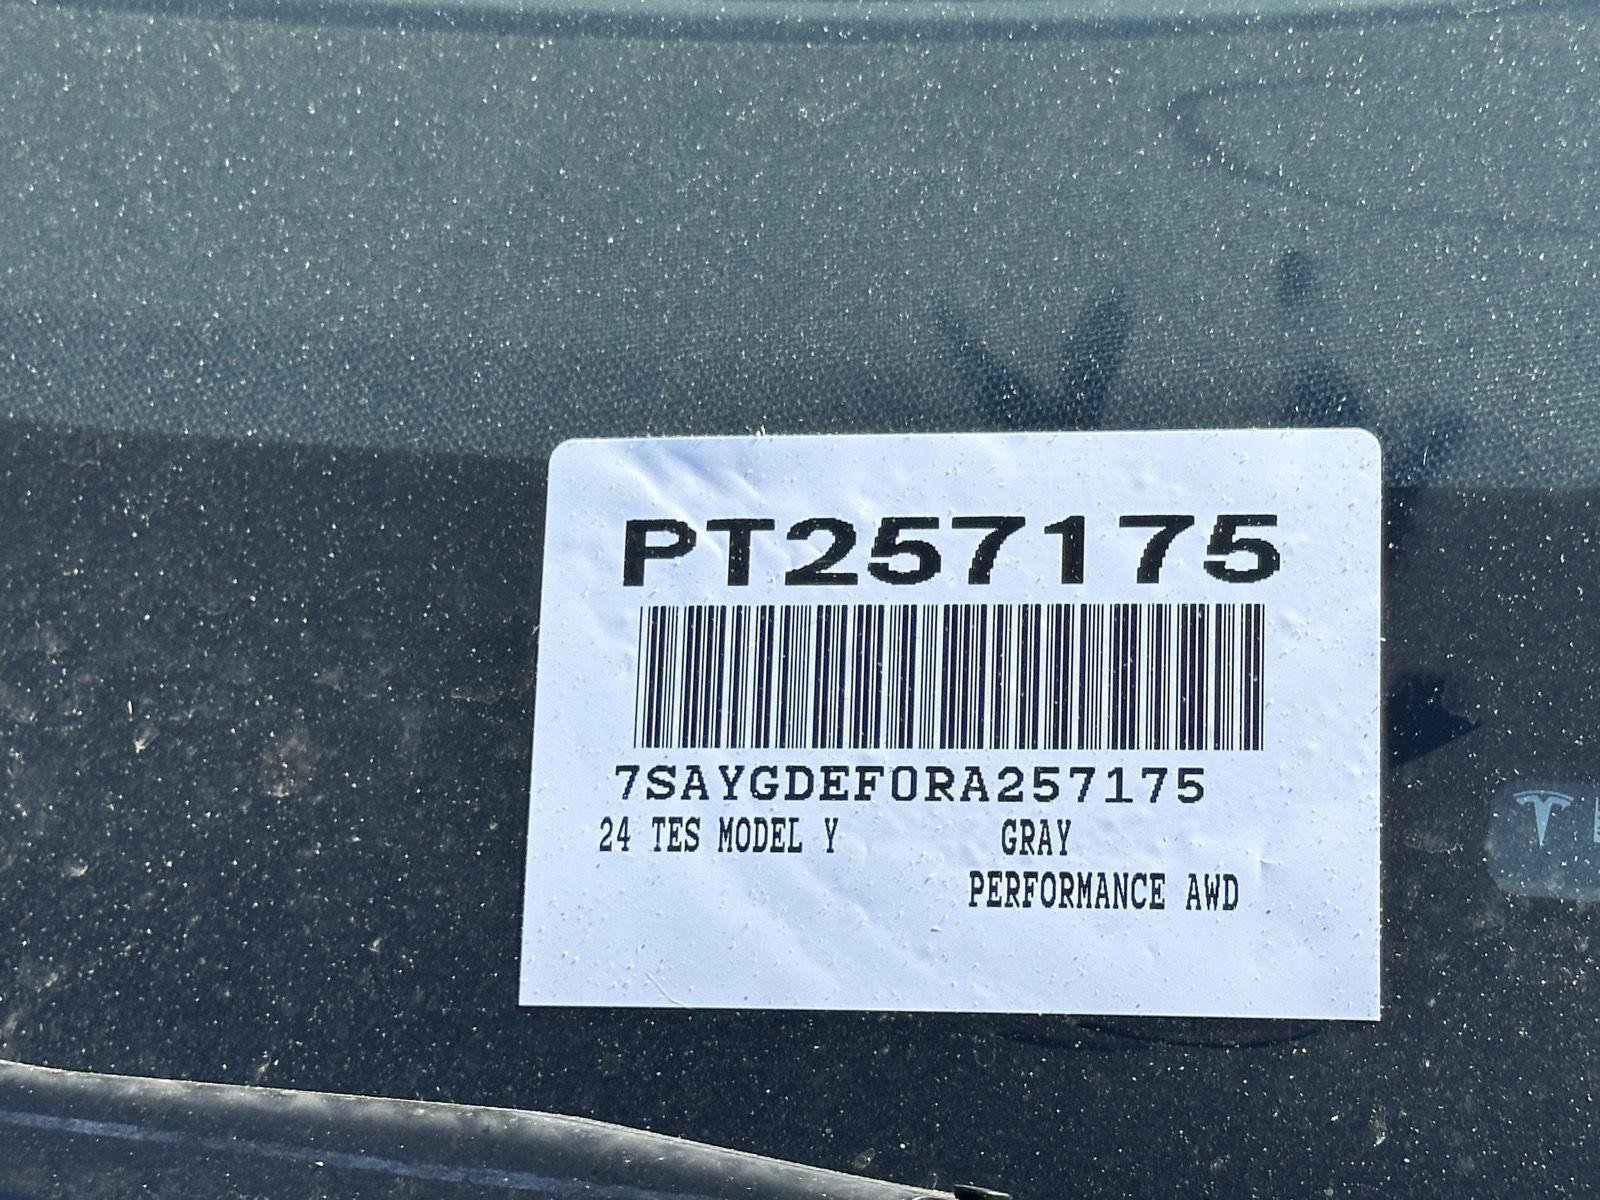 PT257175
7SAYGDEF0RA257175
24 TES MODEL Y GRAY
PERFORMANCE AWD